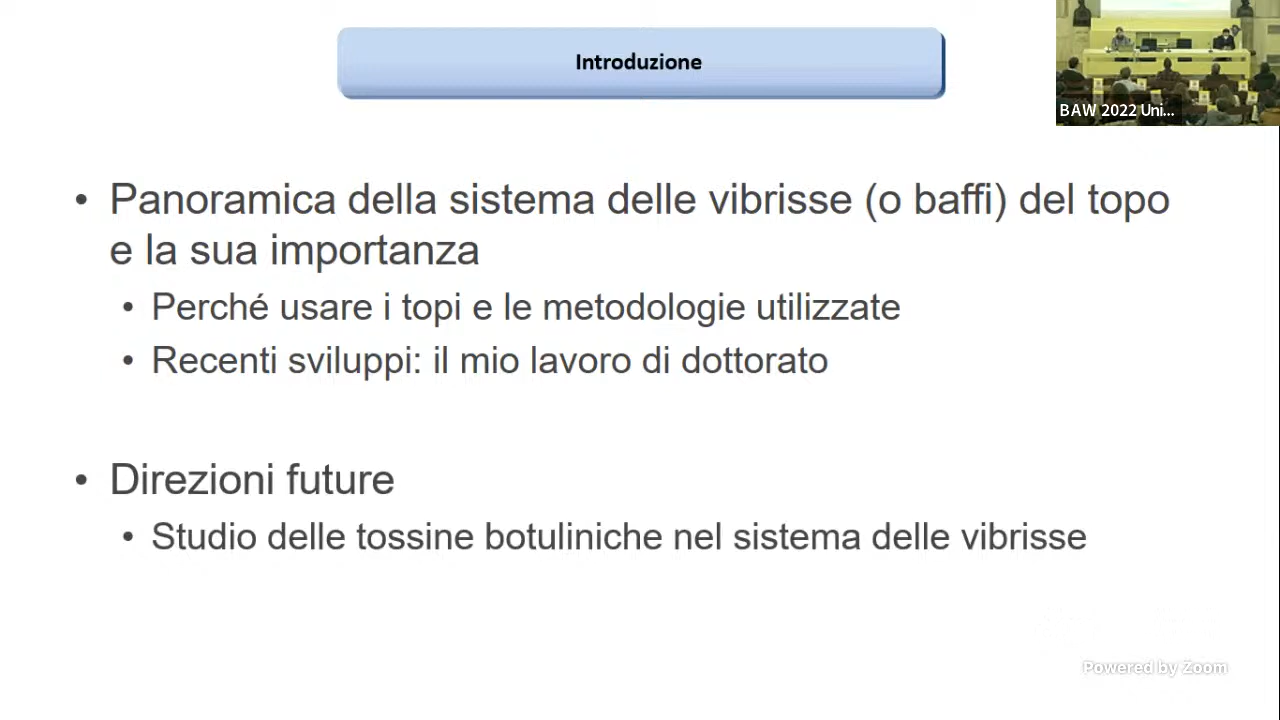 Introduzione
BAW 2022 Uni...
• Panoramica della sistema delle vibrisse (o baffi) del topo
e la sua importanza
• Perché usare i topi e le metodologie utilizzate
• Recenti sviluppi: il mio lavoro di dottorato
• Direzioni future
• Studio delle tossine botuliniche nel sistema delle vibrisse
Powered by Zoom